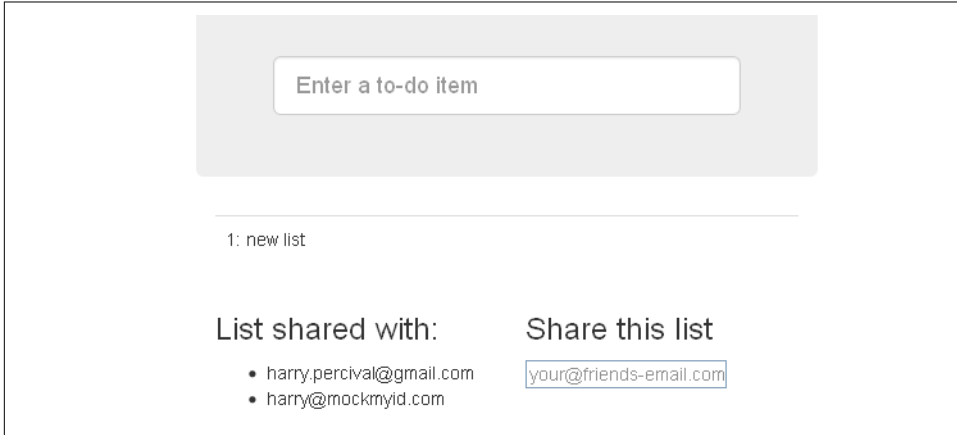 Enter a to-do item
1: new list
List shared with:
harry.percival@gmail.com
harry@mockmyid.com
Share this list
your@friends-email.com